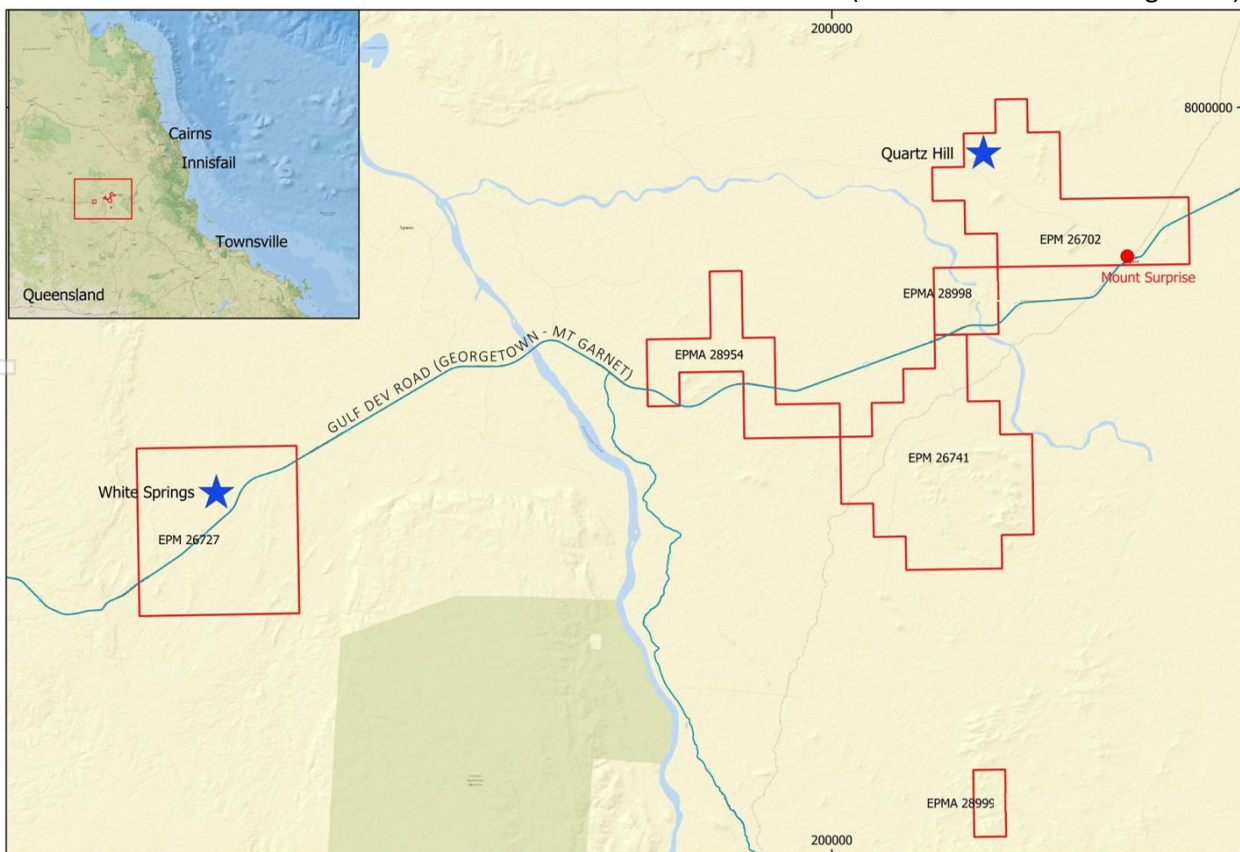 200000
8000000
Cairns
Innisfail
Townsville
Queensland
Quartz Hill
EPM 26702
Mount Surprise
EPMA 28998
EPMA 28954
GULF DEV ROAD (GEORGETOWN - MT GARNET)
EPM 26741
White Springs
EPM 26727
EPMA 28999
200000